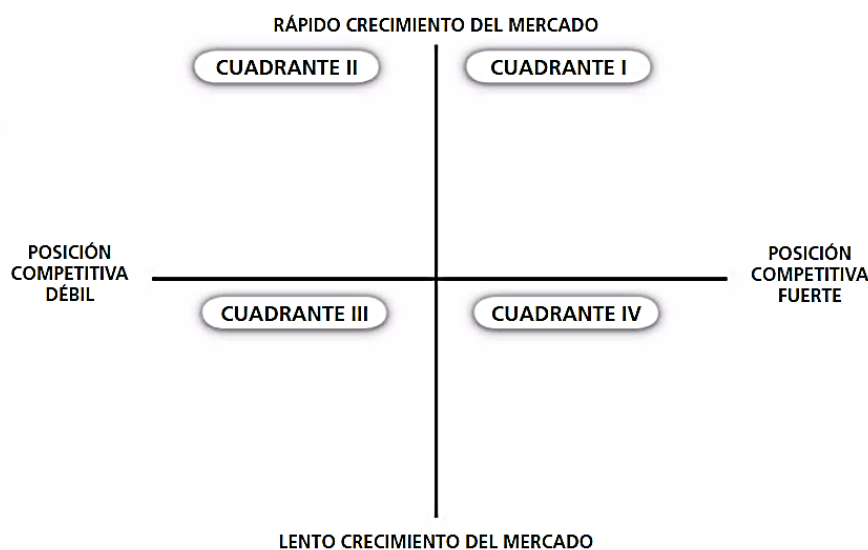 RÁPIDO CRECIMIENTO DEL MERCADO
CUADRANTE II
CUADRANTE I
POSICIÓN
COMPETITIVA
DÉBIL
POSICIÓN
COMPETITIVA
FUERTE
CUADRANTE III
CUADRANTE IV
LENTO CRECIMIENTO DEL MERCADO